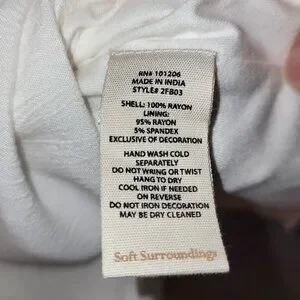 RN# 101206
MADE IN INDIA
STYLE# 2FB03
SHELL: 100% RAYON
LINING:
95% RAYON
5% SPANDEX
EXCLUSIVE OF DECORATION
HAND WASH COLD
SEPARATELY
DO NOT WRING OR TWIST
HANG TO DRY
COOL IRON IF NEEDED
ON REVERSE
DO NOT IRON DECORATION
MAY BE DRY CLEANED
Soft Surroundings